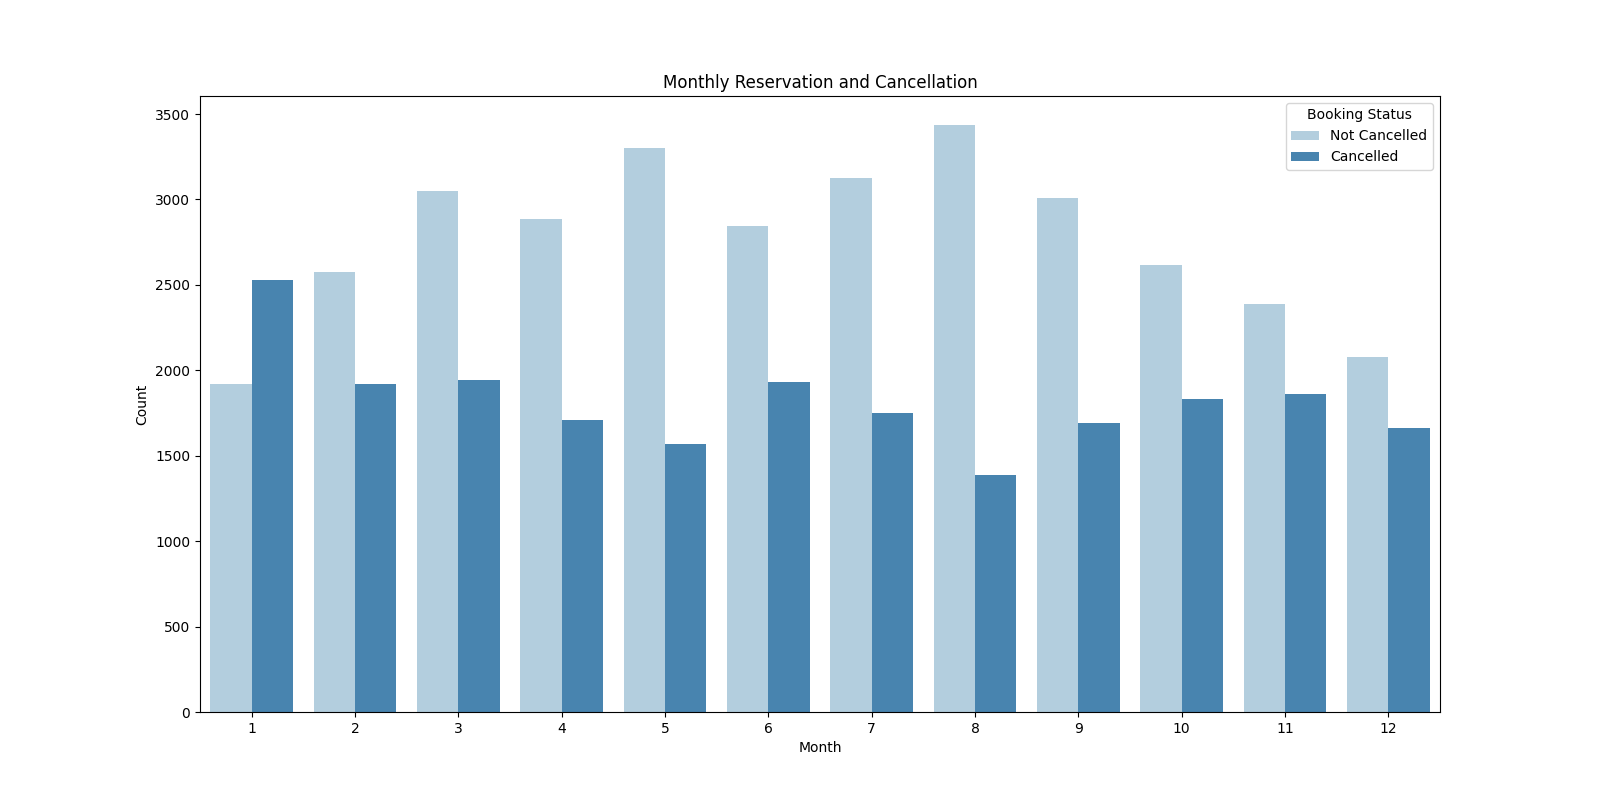 Monthly Reservation and Cancellation
Booking Status
Not Cancelled
Cancelled
3500
3000
2500
2000
1500
1000
500
0
Count
1 2 3 4 5 6 7 8 9 10 11 12
Month